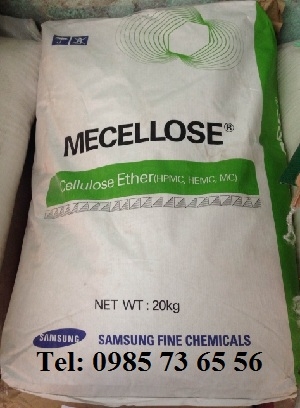 MECELLOSE®
Cellulose Ether(HPMC, HEMC, MC)
NET WT : 20kg
SAMSUNG SAMSUNG FINE CHEMICALS
Tel: 0985 73 65 56